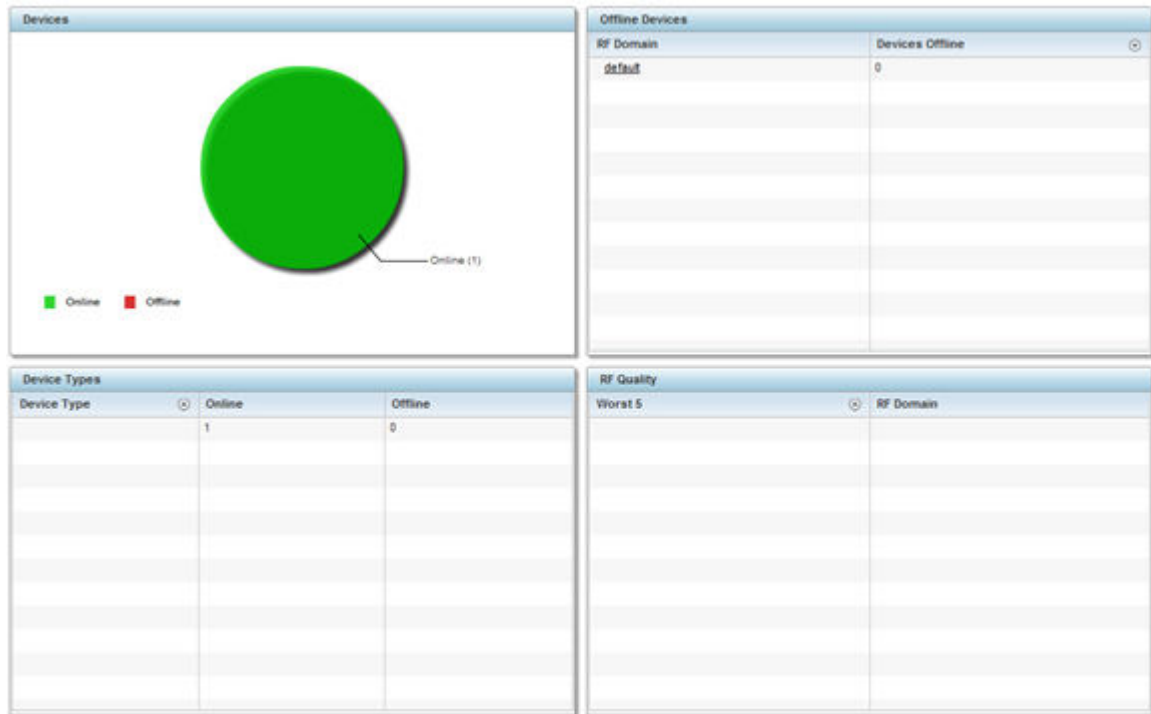 Devices
Online (1)
Online Offline
Offline Devices
RF Domain Devices Offline
default 0
Device Types
Device Type Online Offline
1 0
RF Quality
Worst 5 RF Domain